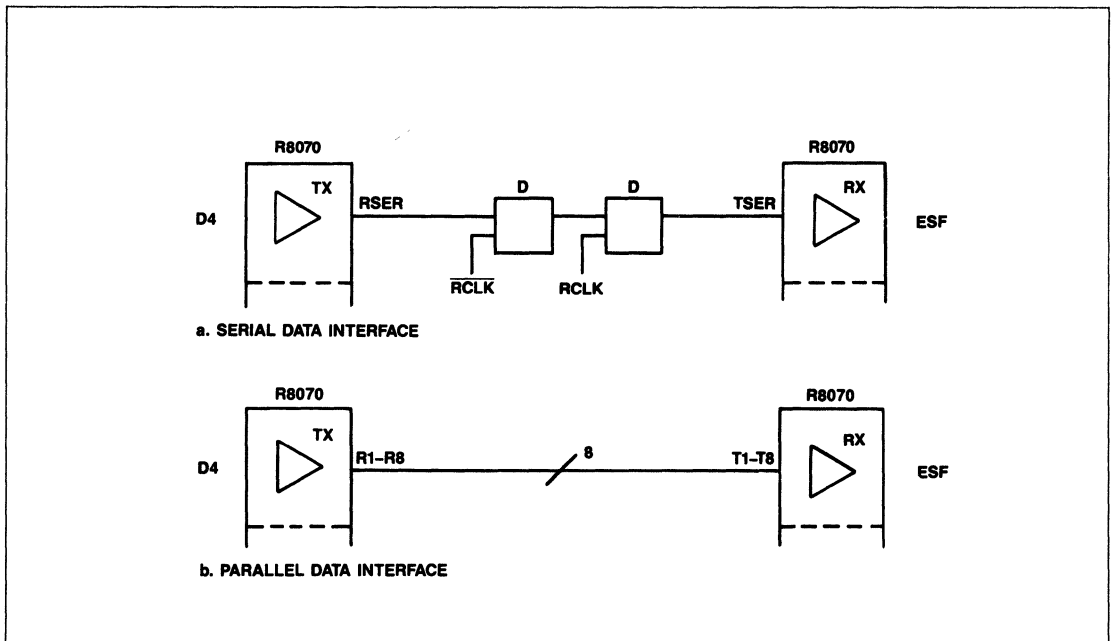 R8070
R8070
TX
D
D
RX
D4
RSER
TSER
ESF
R̅C̅L̅K̅
RCLK
a. SERIAL DATA INTERFACE
R8070
R8070
TX
RX
D4
R1–R8
8
T1–T8
ESF
b. PARALLEL DATA INTERFACE